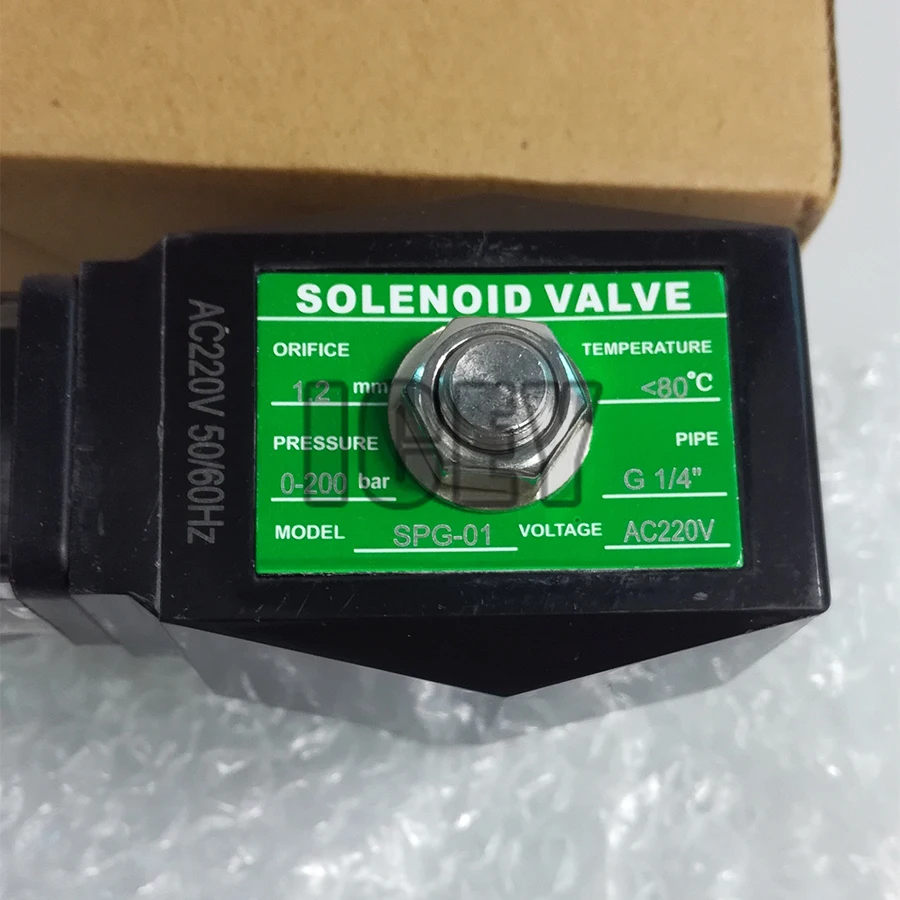 SOLENOID VALVE
ORIFICE
1.2 mm
TEMPERATURE
<80°C
PRESSURE
0-200 bar
PIPE
G 1/4"
MODEL SPG-01 VOLTAGE AC220V
AC220V 50/60Hz